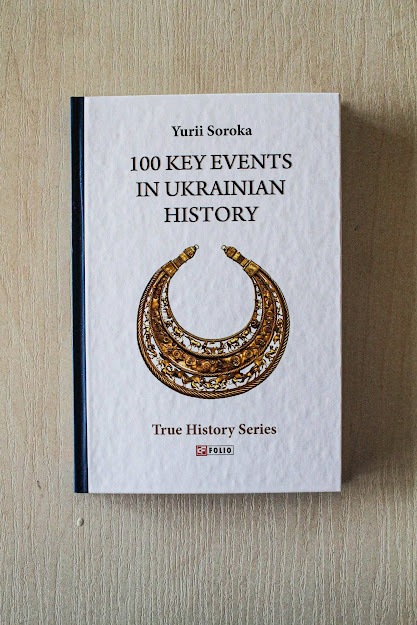 Yurii Soroka
100 KEY EVENTS
IN UKRAINIAN
HISTORY
True History Series
FOLIO